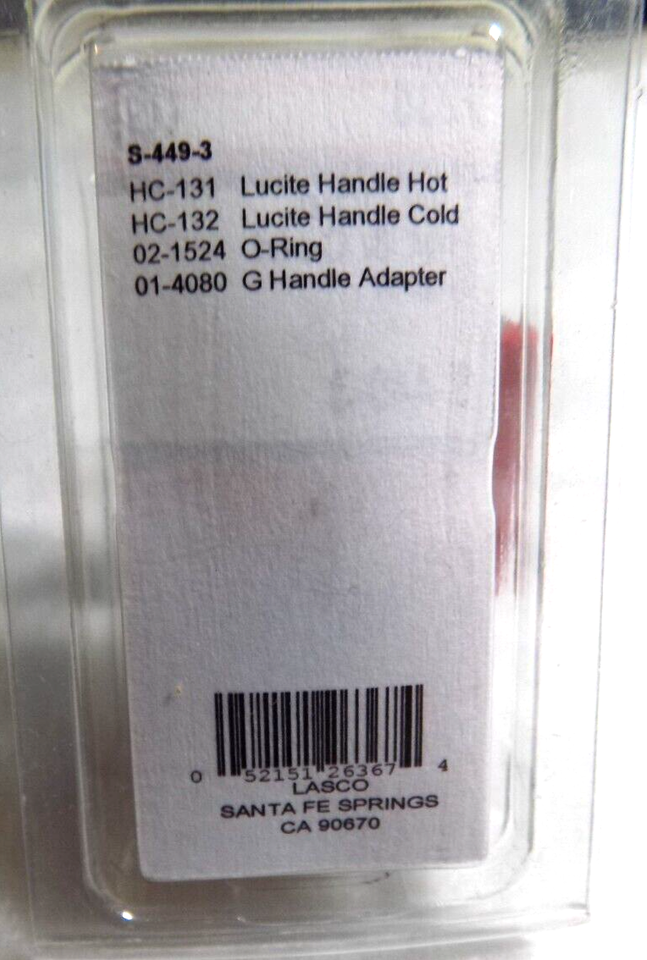 S-449-3
HC-131 Lucite Handle Hot
HC-132 Lucite Handle Cold
02-1524 O-Ring
01-4080 G Handle Adapter
0 52151 26367 4
LASCO
SANTA FE SPRINGS
CA 90670